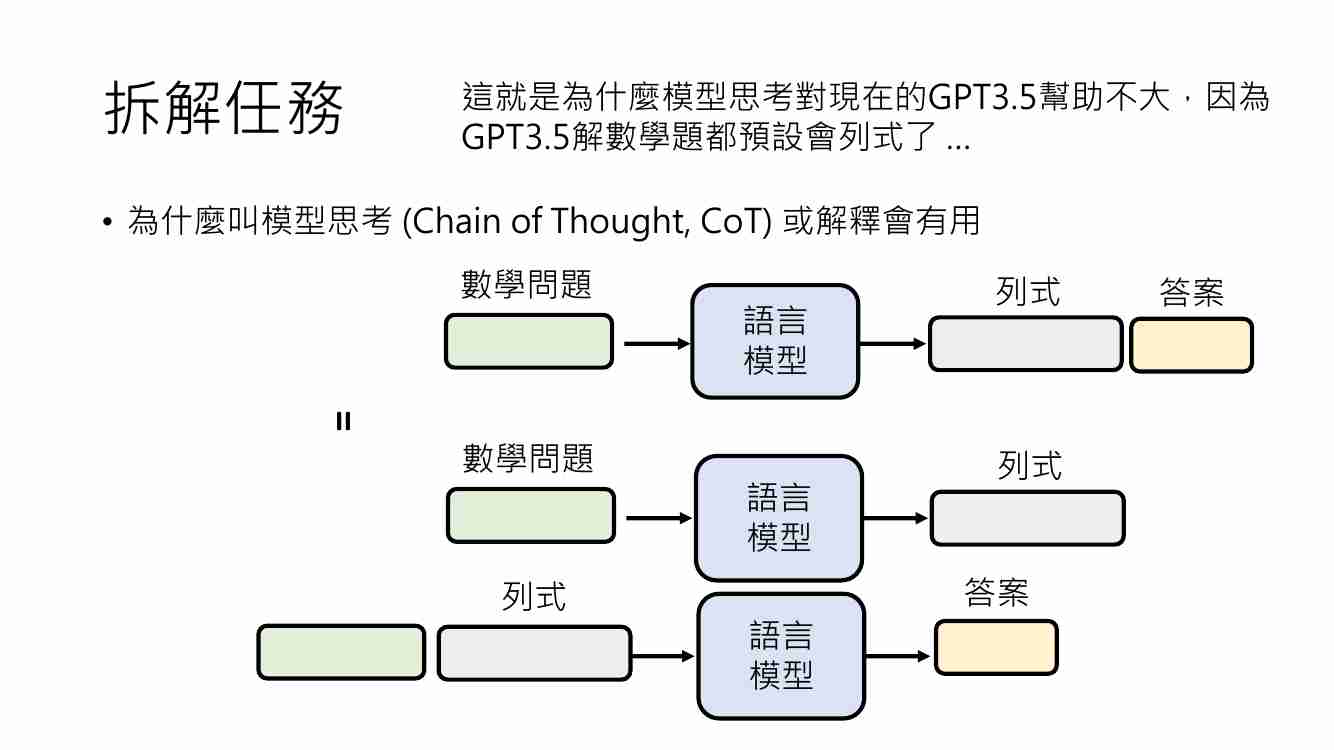 拆解任務
這就是為什麼模型思考對現在的GPT3.5幫助不大，因為
GPT3.5解數學題都預設會列式了 ...
• 為什麼叫模型思考 (Chain of Thought, CoT) 或解釋會有用
數學問題
語言
模型
列式
答案
=
數學問題
語言
模型
列式
列式
語言
模型
答案